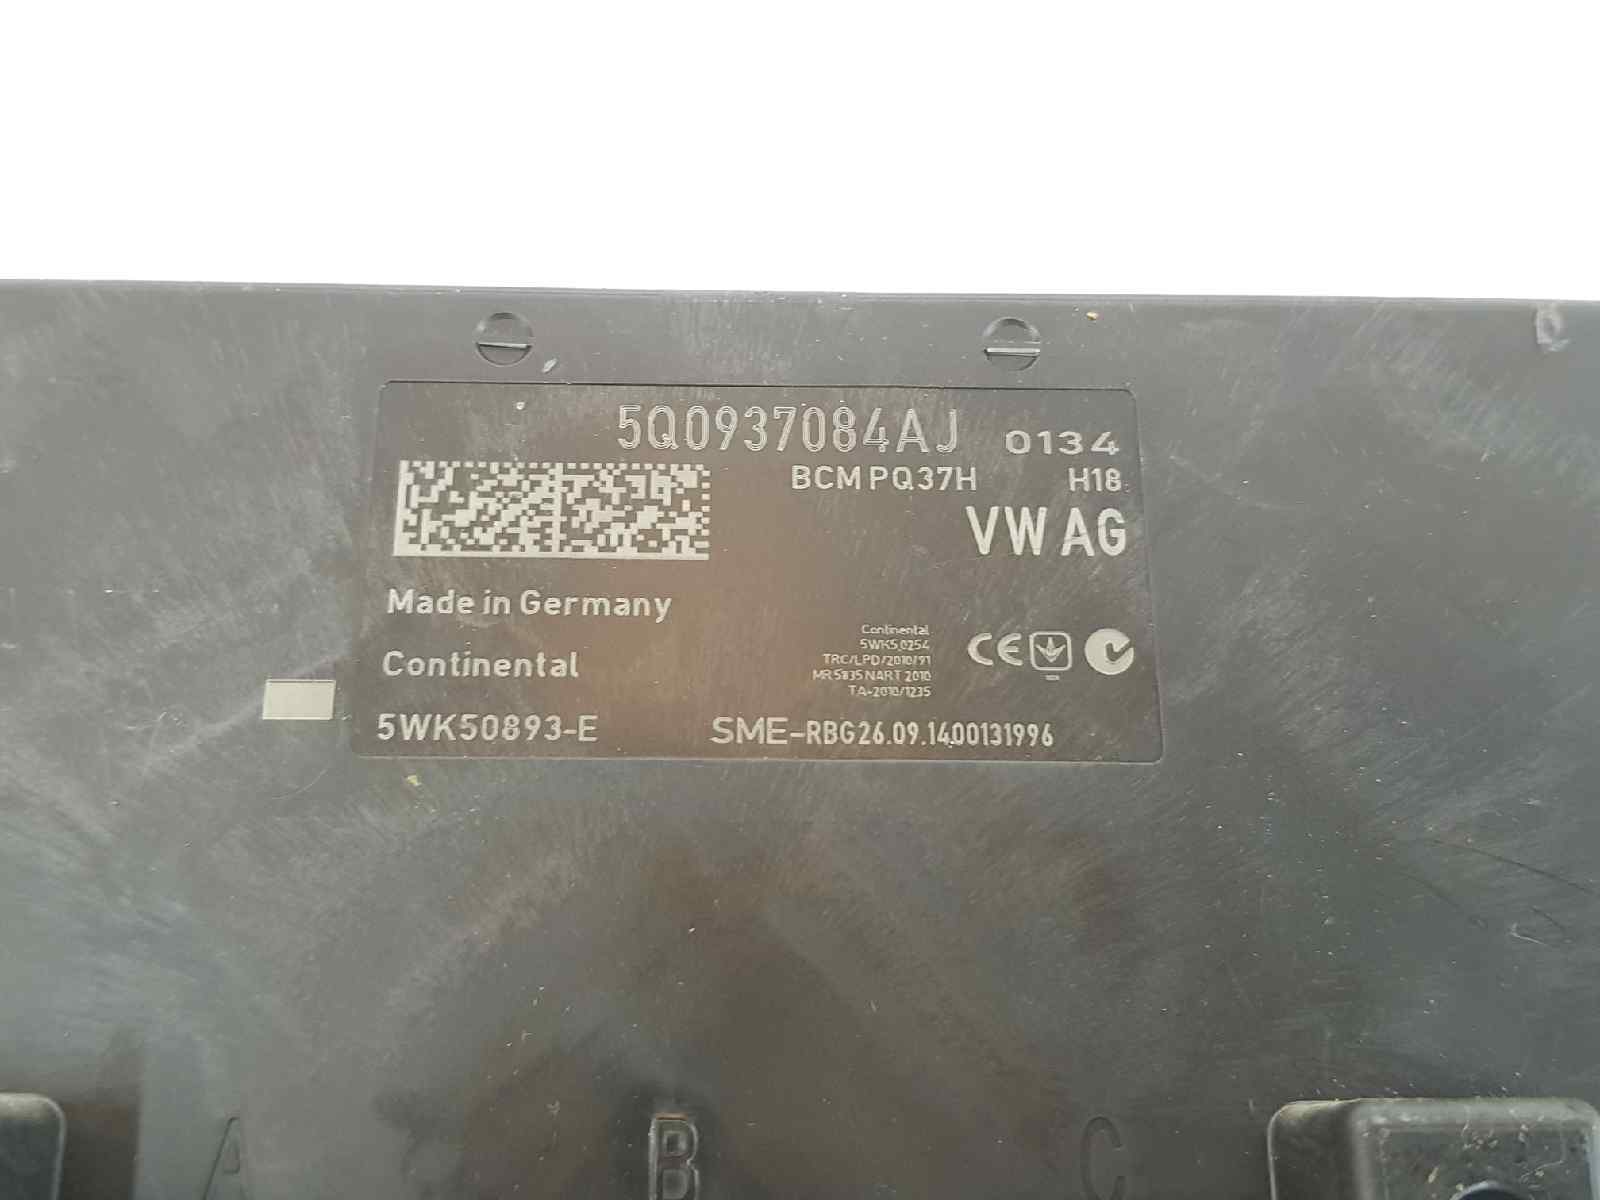 5Q0937084AJ 0134
BCM PQ37H H18
VW AG
Made in Germany
Continental
5WK50254
TRC/LPD/2010/91
MR 5835 NART 2010
TA-2010/1235
CE
Continental
5WK50893-E SME-RBG26.09.1400131996
A B C